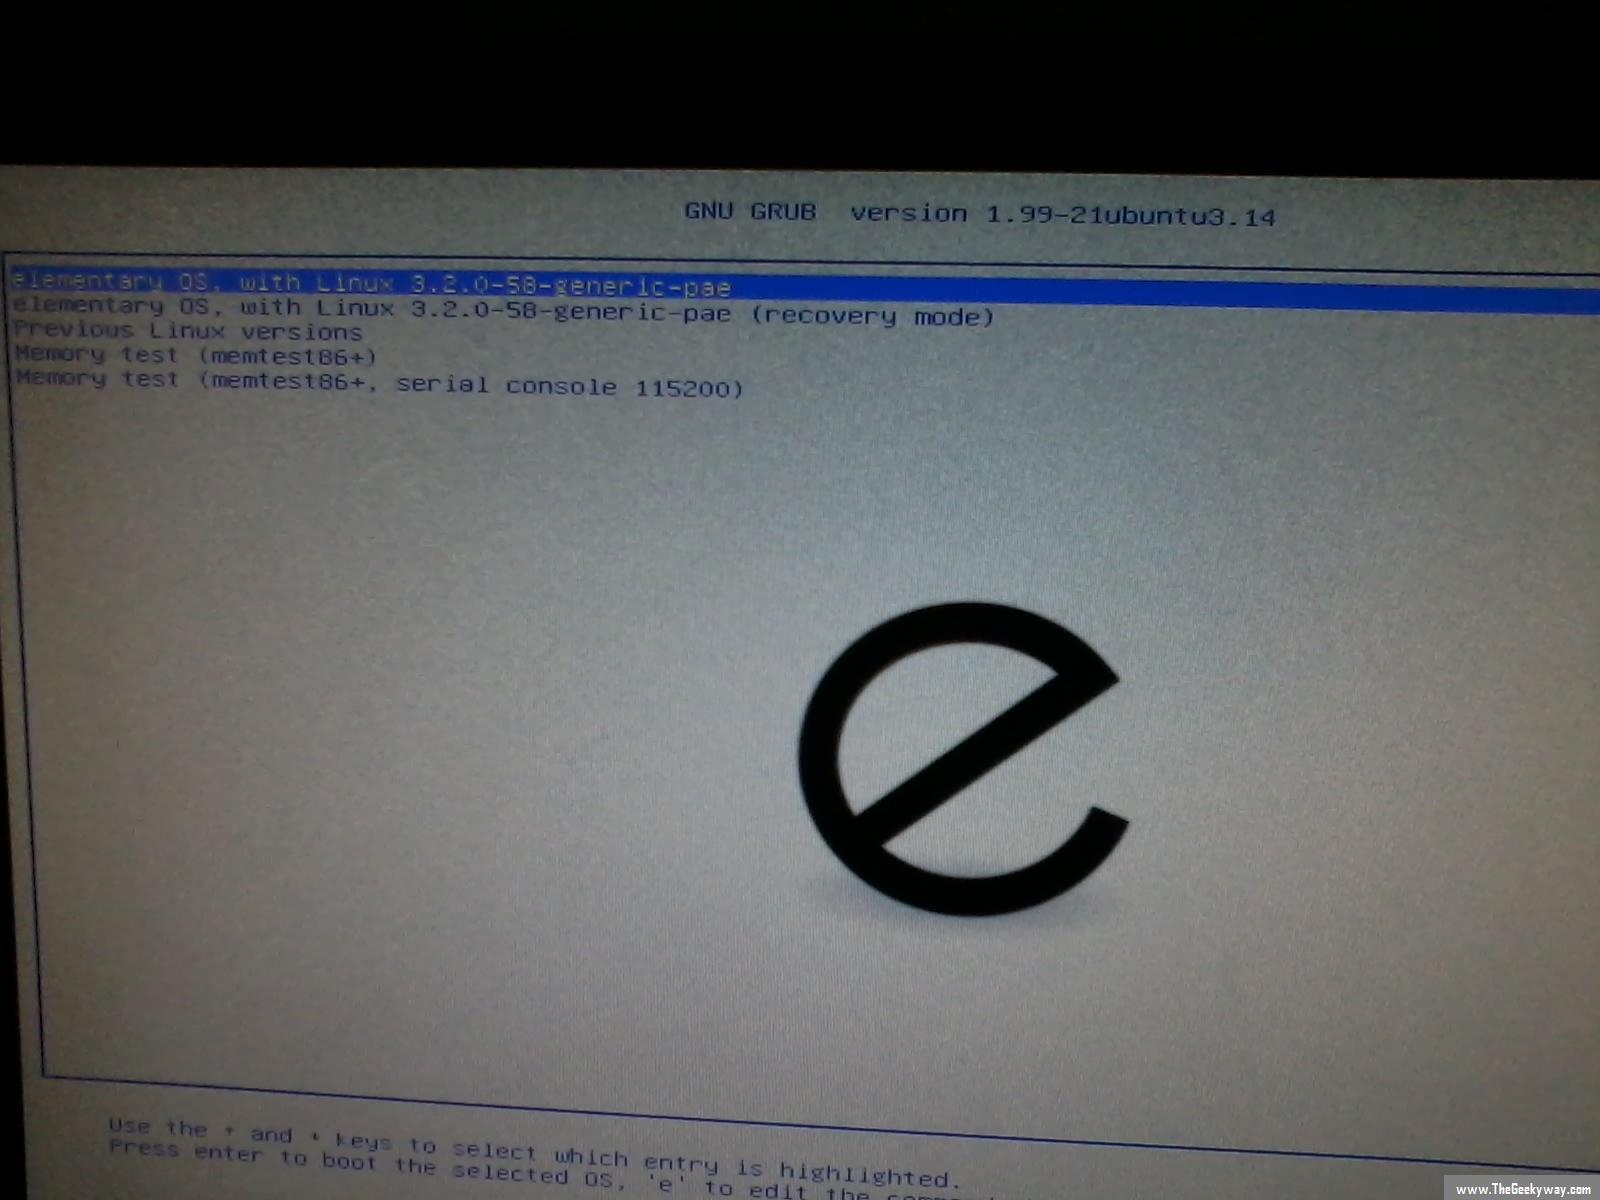 GNU GRUB version 1.99-21ubuntu3.14
elementary OS, with Linux 3.2.0-58-generic-pae
elementary OS, with Linux 3.2.0-58-generic-pae (recovery mode)
Previous Linux versions
Memory test (memtest86+)
Memory test (memtest86+, serial console 115200)
e
Use the and keys to select which entry is highlighted.
Press enter to boot the selected OS, 'e' to edit the
www.TheGeekyway.com